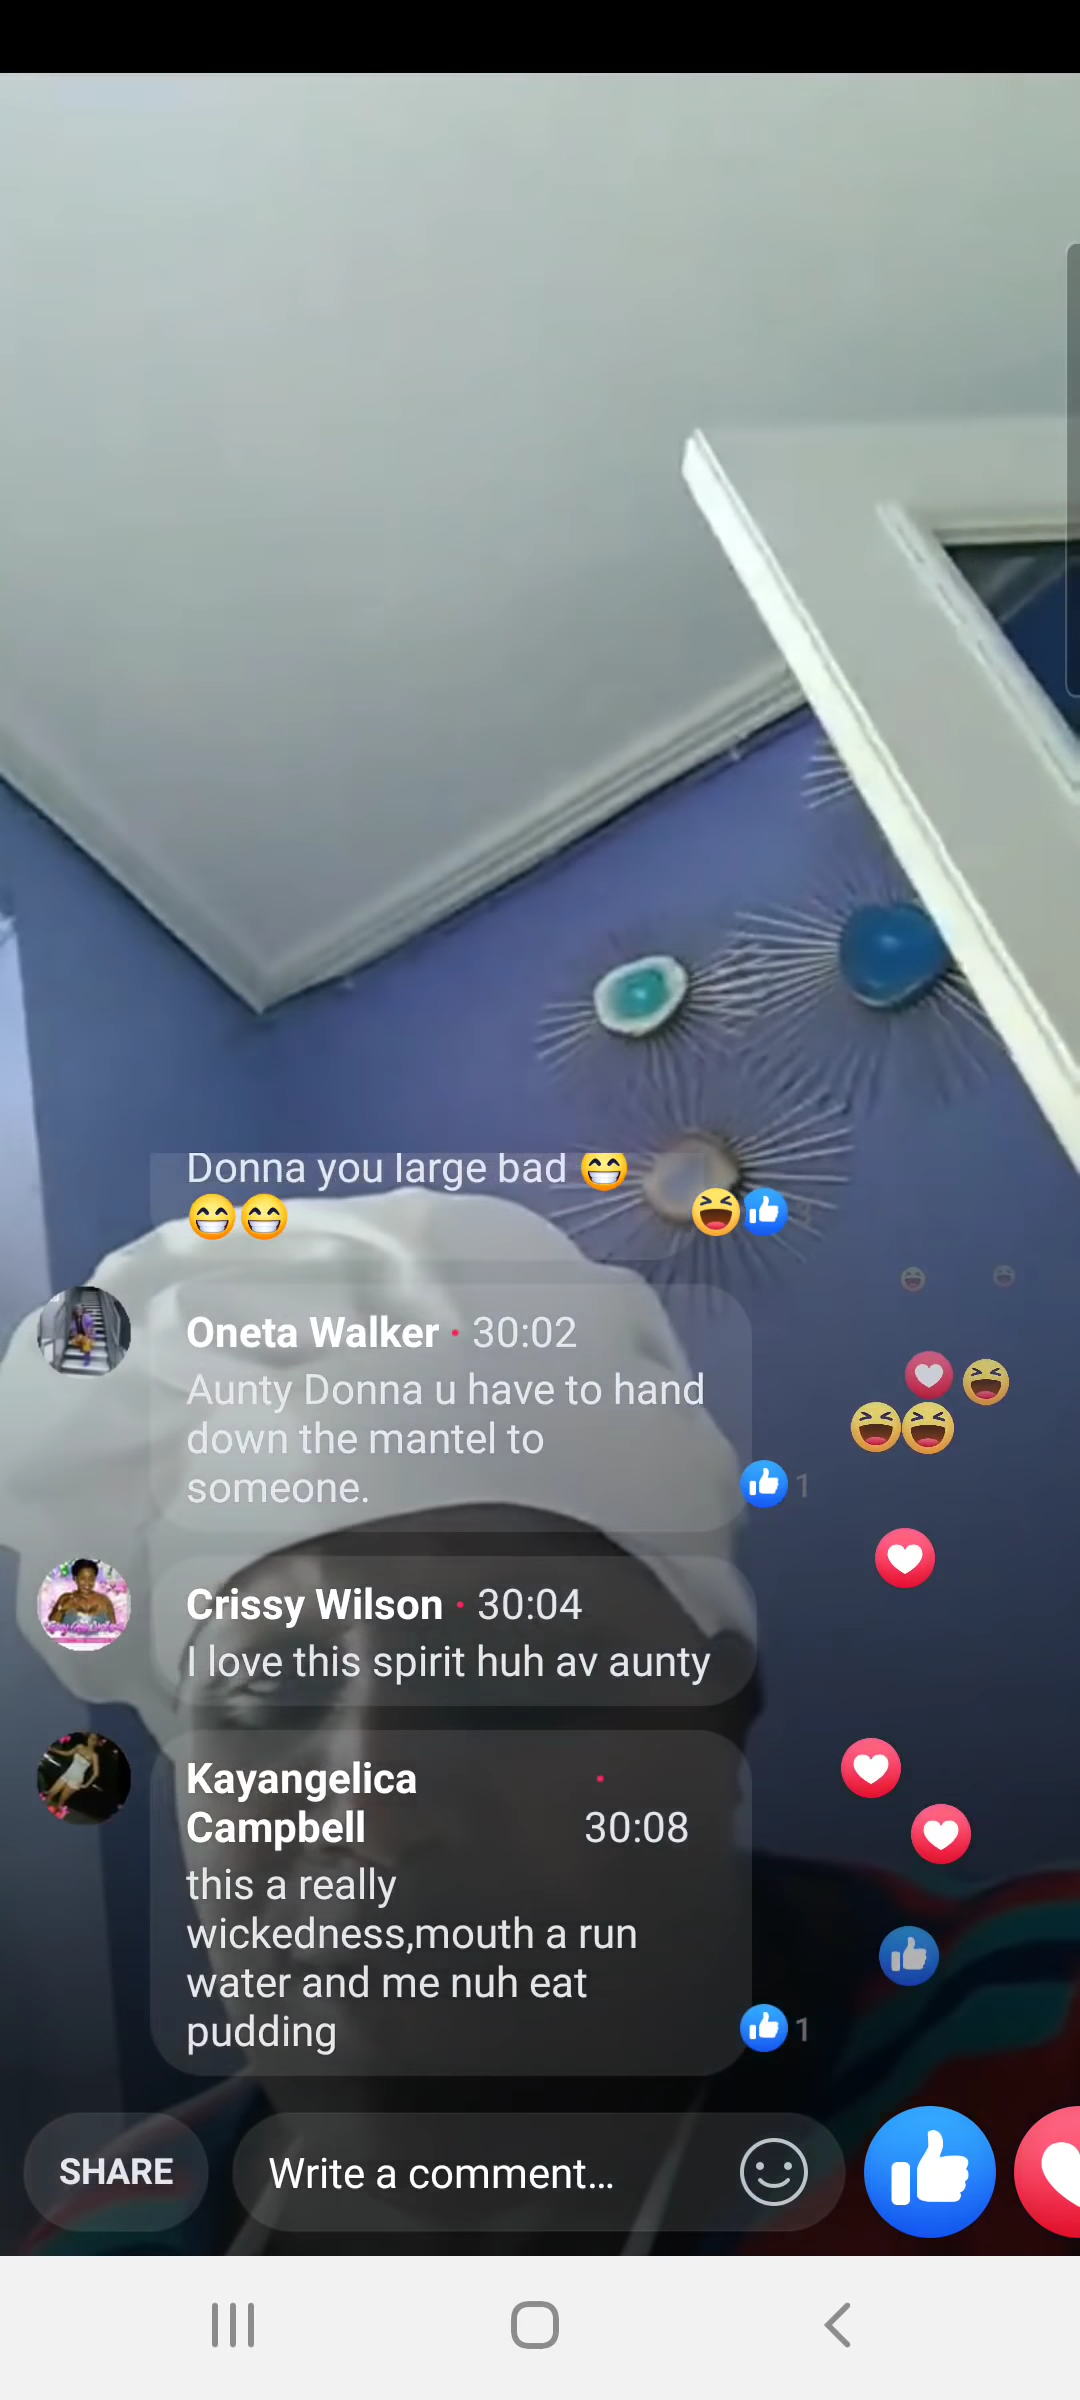 Donna you large bad 😁
😁😁
Oneta Walker · 30:02
Aunty Donna u have to hand
down the mantel to
someone.
1
Crissy Wilson · 30:04
I love this spirit huh av aunty
Kayangelica ·
Campbell 30:08
this a really
wickedness,mouth a run
water and me nuh eat
pudding
1
SHARE
Write a comment...